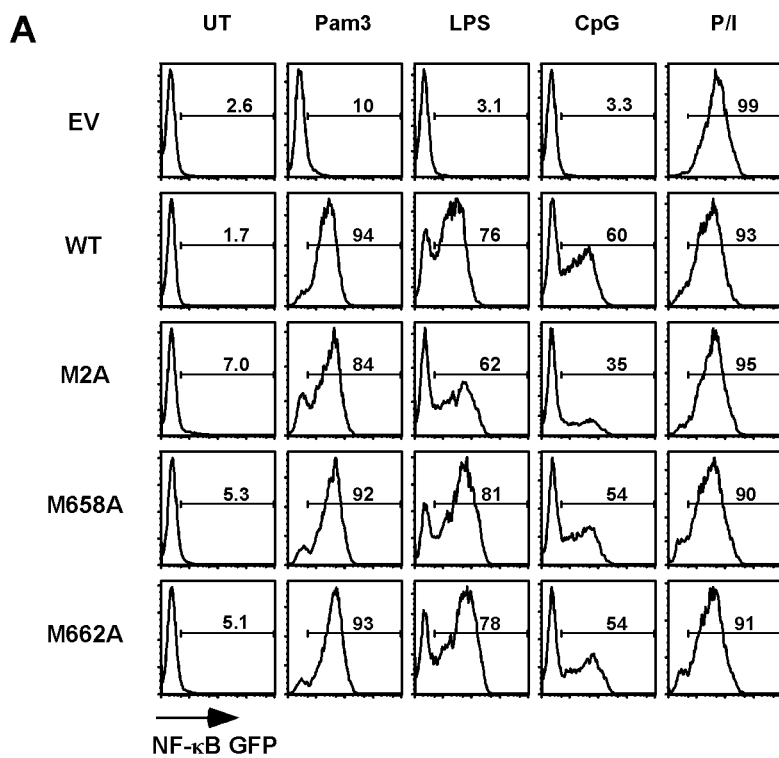 A
UT Pam3 LPS CpG P/I
EV 2.6 10 3.1 3.3 99
WT 1.7 94 76 60 93
M2A 7.0 84 62 35 95
M658A 5.3 92 81 54 90
M662A 5.1 93 78 54 91
NF-κB GFP